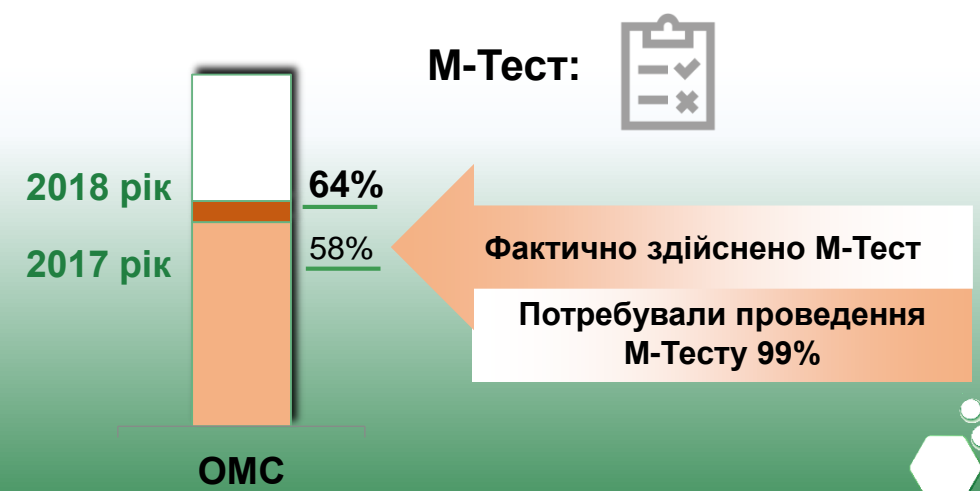 М-Тест:
2018 рік
64%
2017 рік
58%
Фактично здійснено М-Тест
Потребували проведення
М-Тесту 99%
ОМС